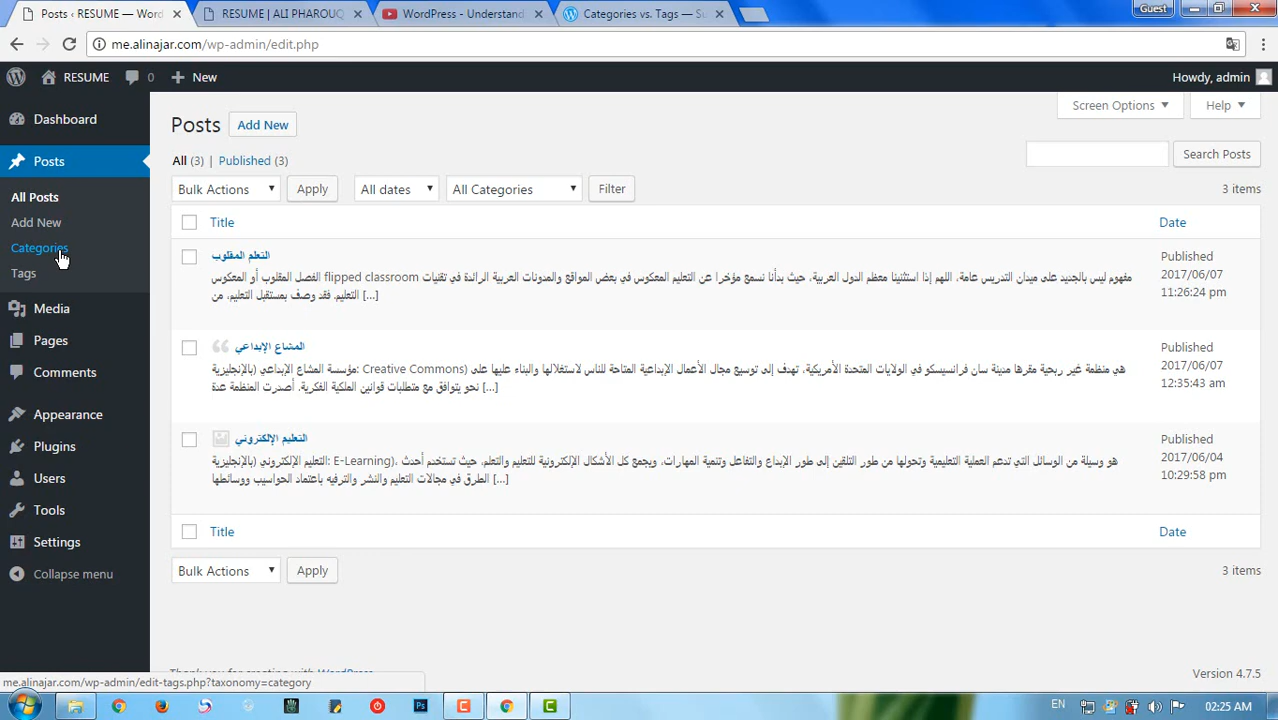 Posts ‹ RESUME — Wor
RESUME | ALI PHAROUQ
WordPress - Understand
Categories vs. Tags — Su
Guest
me.alinajar.com/wp-admin/edit.php
RESUME
0
New
Howdy, admin
Screen Options
Help
Dashboard
Posts
All Posts
Add New
Categories
Tags
Media
Pages
Comments
Appearance
Plugins
Users
Tools
Settings
Collapse menu
Posts
Add New
All (3) | Published (3)
Search Posts
Bulk Actions
Apply
All dates
All Categories
Filter
3 items
Title
Date
التعلم المقلوب
مفهوم ليس بالجديد على ميدان التدريس عامة، اللهم إذا استثنينا معظم الدول العربية، حيث بدأنا نسمع مؤخرا عن التعليم المعكوس في بعض المواقع والمدونات العربية الرائدة في تقنيات flipped classroom الفصل المقلوب أو المعكوس
التعليم. فقد وصف بمستقبل التعليم، من [...]
Published
2017/06/07
11:26:24 pm
المشاع الإبداعي
هي منظمة غير ربحية مقرها مدينة سان فرانسيسكو في الولايات المتحدة الأمريكية، تهدف إلى توسيع مجال الأعمال الإبداعية المتاحة للناس لاستغلالها والبناء عليها على (Creative Commons :مؤسسة المشاع الإبداعي (بالإنجليزية
نحو يتوافق مع متطلبات قوانين الملكية الفكرية. أصدرت المنظمة عدة [...]
Published
2017/06/07
12:35:43 am
التعليم الإلكتروني
هو وسيلة من الوسائل التي تدعم العملية التعليمية وتحولها من طور التلقين إلى طور الإبداع والتفاعل وتنمية المهارات، ويجمع كل الأشكال الإلكترونية للتعليم والتعلم، حيث تستخدم أحدث .(E-Learning :التعليم الإلكتروني (بالإنجليزية
الطرق في مجالات التعليم والنشر والترفيه باعتماد الحواسيب ووسائطها [...]
Published
2017/06/04
10:29:58 pm
Title
Date
Bulk Actions
Apply
3 items
Thank you for creating with WordPress
Version 4.7.5
me.alinajar.com/wp-admin/edit-tags.php?taxonomy=category
Ps
EN
02:25 AM